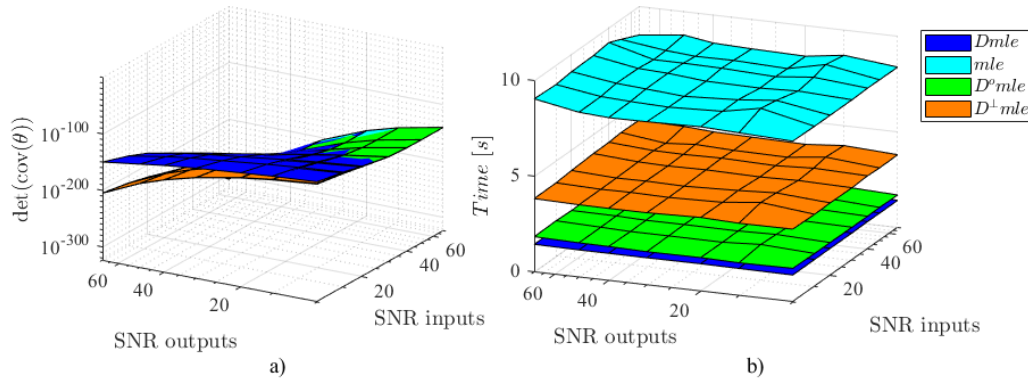 10^-100
10^-200
10^-300
det(cov(θ))
60
40
20
SNR outputs
20
40
60
SNR inputs
a)
10
5
0
Time [s]
60
40
20
SNR outputs
20
40
60
SNR inputs
b)
Dmle
mle
D^o mle
D^⊥ mle